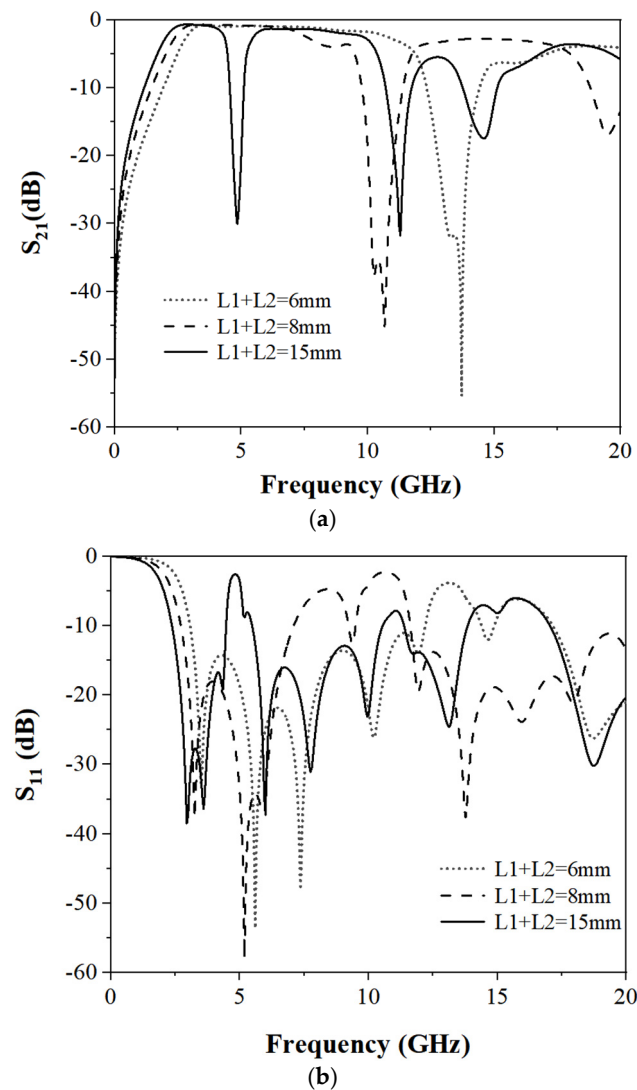 0
-10
-20
-30
-40
-50
-60
S21(dB)
L1+L2=6mm
L1+L2=8mm
L1+L2=15mm
0 5 10 15 20
Frequency (GHz)
(a)
0
-10
-20
-30
-40
-50
-60
S11 (dB)
L1+L2=6mm
L1+L2=8mm
L1+L2=15mm
0 5 10 15 20
Frequency (GHz)
(b)